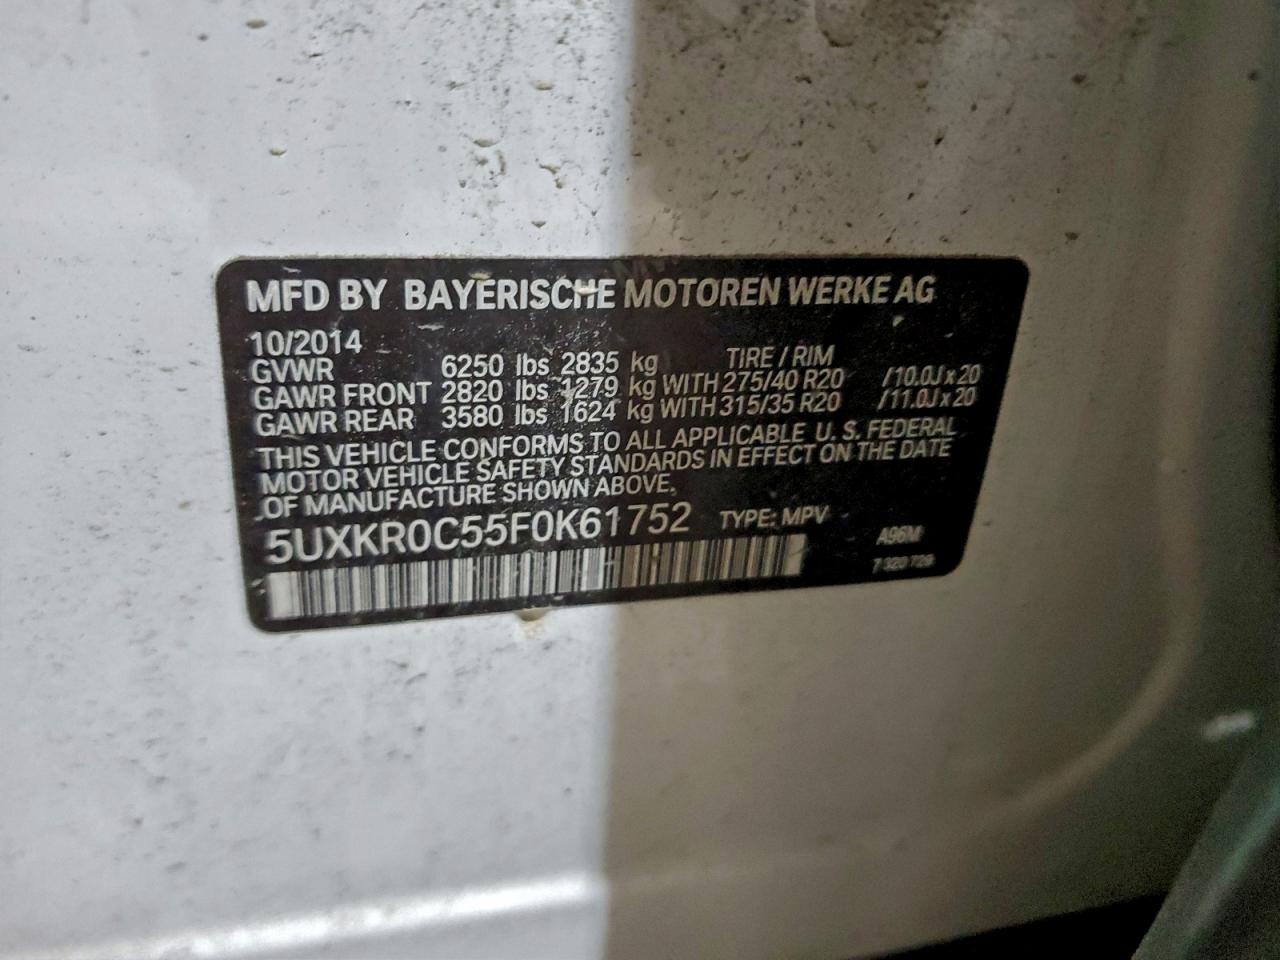 MFD BY BAYERISCHE MOTOREN WERKE AG
10/2014
GVWR 6250 lbs 2835 kg TIRE / RIM
GAWR FRONT 2820 lbs 1279 kg WITH 275/40 R20 /10.0J x 20
GAWR REAR 3580 lbs 1624 kg WITH 315/35 R20 /11.0J x 20
THIS VEHICLE CONFORMS TO ALL APPLICABLE U. S. FEDERAL
MOTOR VEHICLE SAFETY STANDARDS IN EFFECT ON THE DATE
OF MANUFACTURE SHOWN ABOVE.
5UXKR0C55F0K61752 TYPE: MPV
A96M
7 320 729